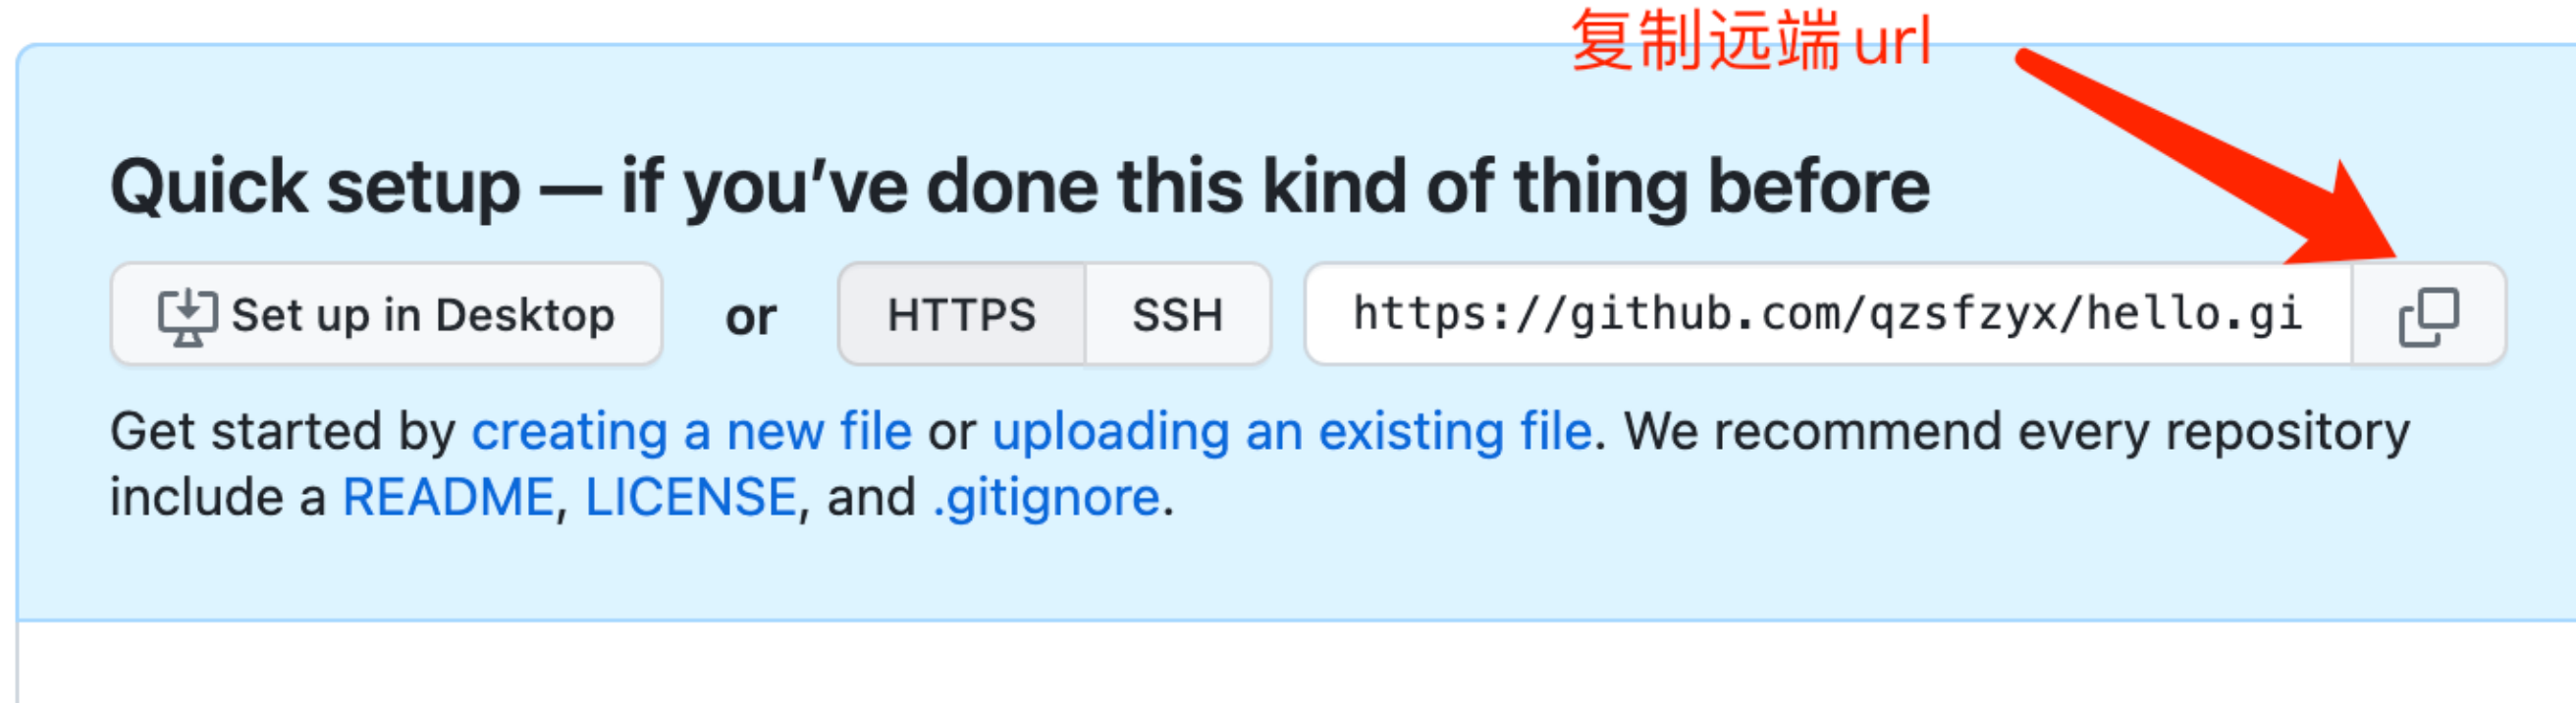 复制远端url
Quick setup — if you’ve done this kind of thing before
Set up in Desktop or HTTPS SSH https://github.com/qzsfzyx/hello.gi
Get started by creating a new file or uploading an existing file. We recommend every repository
include a README, LICENSE, and .gitignore.